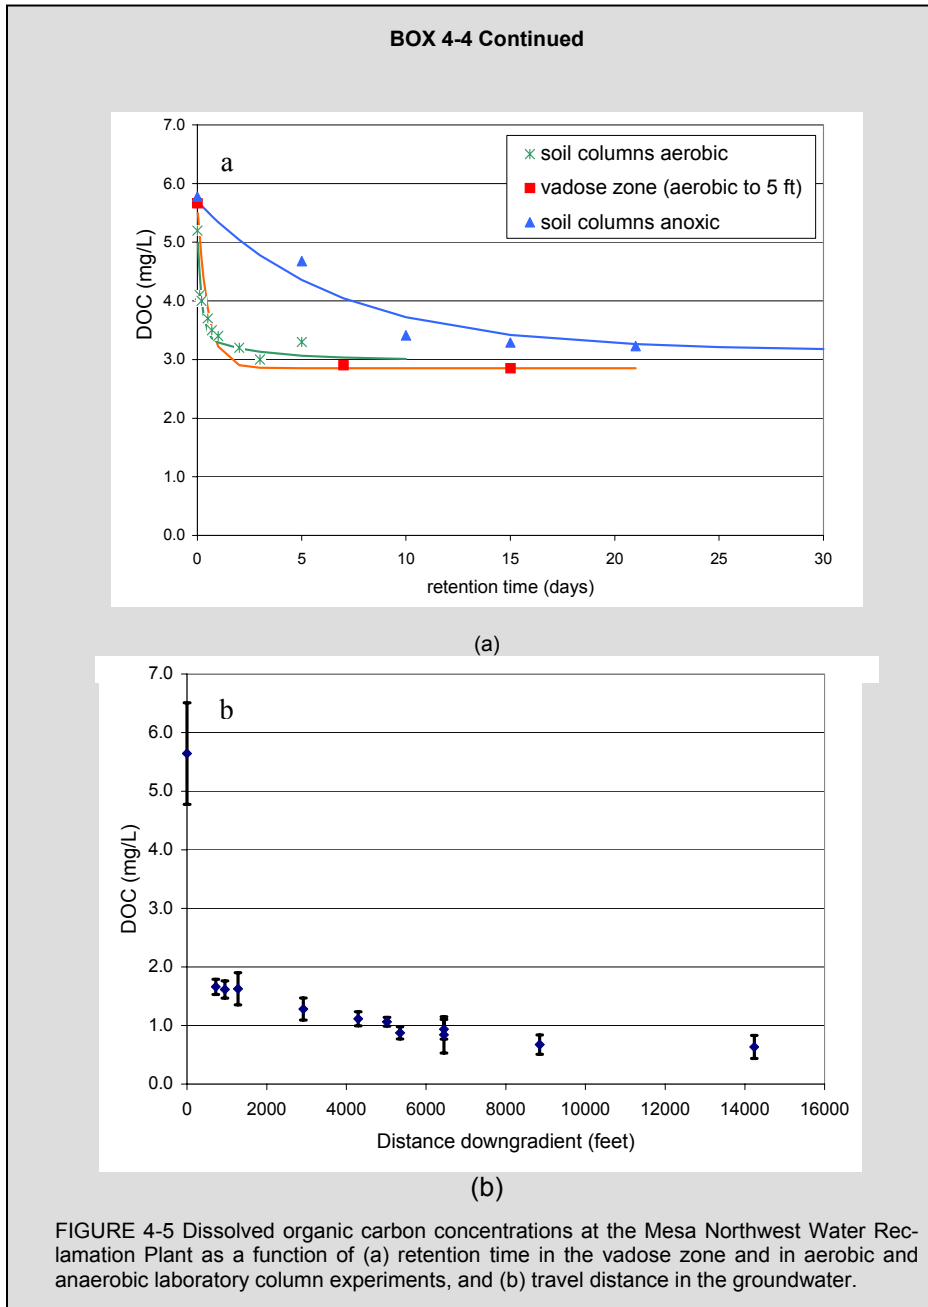 BOX 4-4 Continued
7.0
a
soil columns aerobic
vadose zone (aerobic to 5 ft)
soil columns anoxic
6.0
5.0
4.0
3.0
2.0
1.0
0.0
DOC (mg/L)
0 5 10 15 20 25 30
retention time (days)
(a)
7.0
b
6.0
5.0
4.0
3.0
2.0
1.0
0.0
DOC (mg/L)
0 2000 4000 6000 8000 10000 12000 14000 16000
Distance downgradient (feet)
(b)
FIGURE 4-5 Dissolved organic carbon concentrations at the Mesa Northwest Water Rec-
lamation Plant as a function of (a) retention time in the vadose zone and in aerobic and
anaerobic laboratory column experiments, and (b) travel distance in the groundwater.